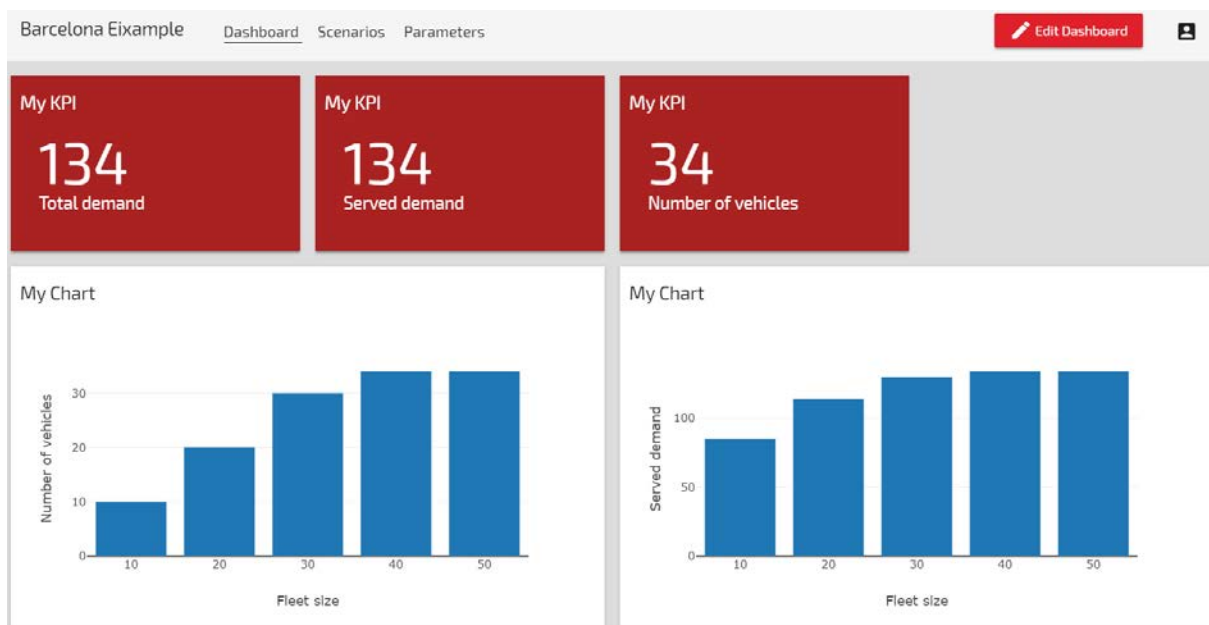 Barcelona Eixample Dashboard Scenarios Parameters Edit Dashboard
My KPI
134
Total demand
My KPI
134
Served demand
My KPI
34
Number of vehicles
My Chart
Number of vehicles
30
20
10
0
10 20 30 40 50
Fleet size
My Chart
Served demand
100
50
0
10 20 30 40 50
Fleet size